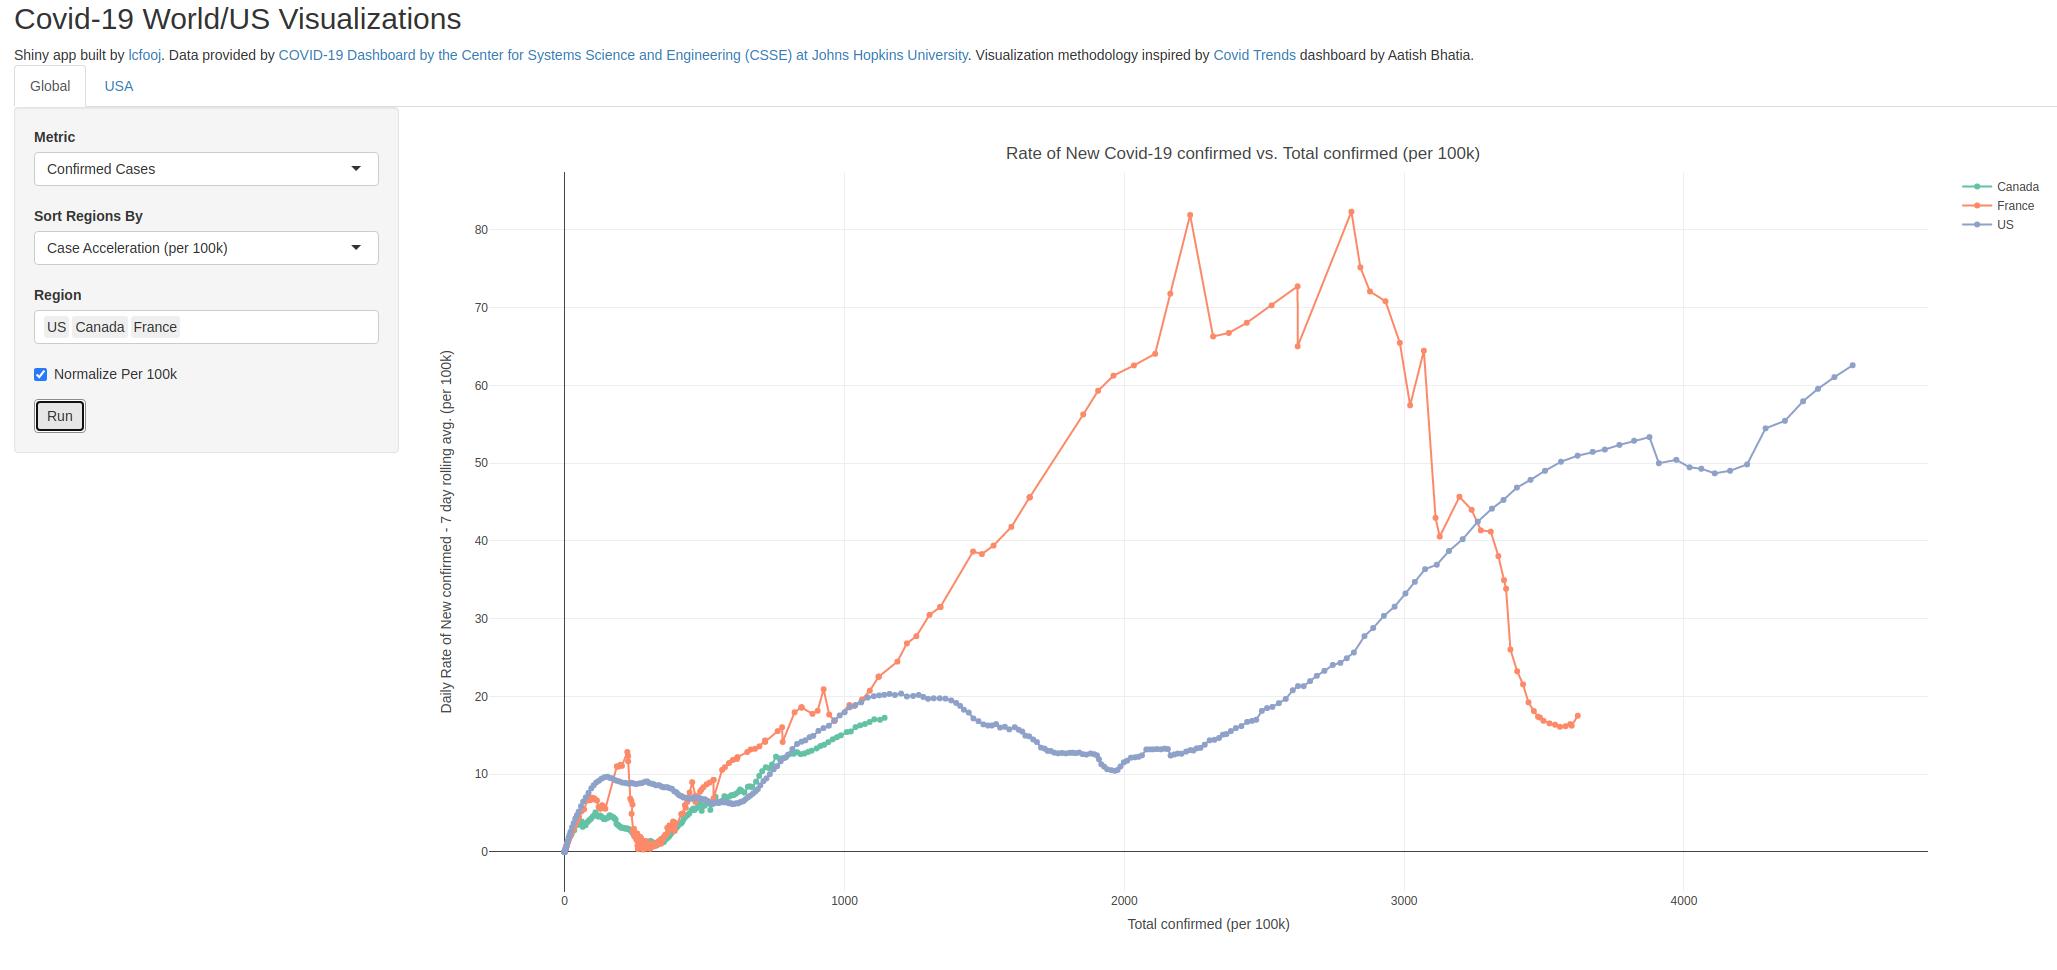 Covid-19 World/US Visualizations
Shiny app built by lcfooj. Data provided by COVID-19 Dashboard by the Center for Systems Science and Engineering (CSSE) at Johns Hopkins University. Visualization methodology inspired by Covid Trends dashboard by Aatish Bhatia.
Global USA
Metric
Confirmed Cases
Sort Regions By
Case Acceleration (per 100k)
Region
US Canada France
Normalize Per 100k
Run
Rate of New Covid-19 confirmed vs. Total confirmed (per 100k)
Canada
France
US
Daily Rate of New confirmed - 7 day rolling avg. (per 100k)
80
70
60
50
40
30
20
10
0
0 1000 2000 3000 4000
Total confirmed (per 100k)